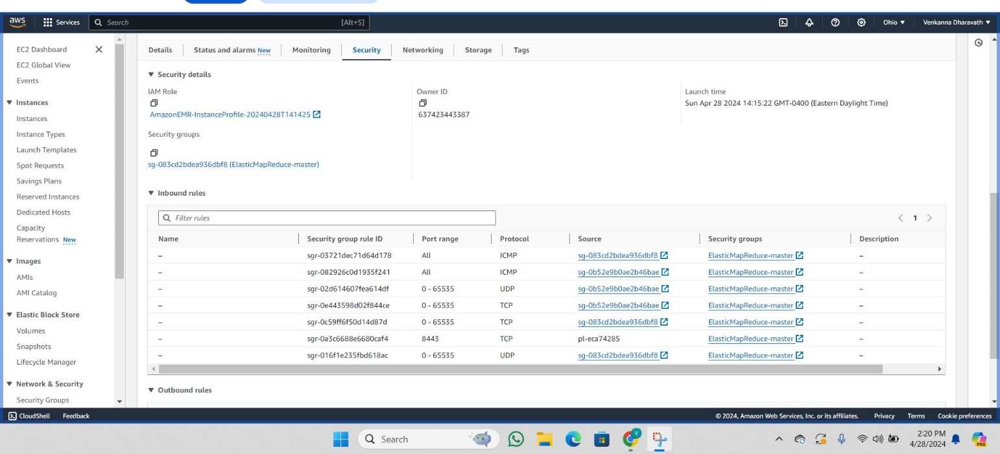 aws Services Search [Alt+S] Ohio ▼ Venkanna Dharavath ▼
EC2 Dashboard
EC2 Global View
Events
Instances
Instances
Instance Types
Launch Templates
Spot Requests
Savings Plans
Reserved Instances
Dedicated Hosts
Capacity
Reservations New
Images
AMIs
AMI Catalog
Elastic Block Store
Volumes
Snapshots
Lifecycle Manager
Network & Security
Security Groups
Details Status and alarms New Monitoring Security Networking Storage Tags
Security details
IAM Role
AmazonEMR-InstanceProfile-20240428T141425
Security groups
sg-083cd2bdea936dbf8 (ElasticMapReduce-master)
Owner ID
637423443387
Launch time
Sun Apr 28 2024 14:15:22 GMT-0400 (Eastern Daylight Time)
Inbound rules
Filter rules
1
Name Security group rule ID Port range Protocol Source Security groups Description
– sgr-03721dec71d64d178 All ICMP sg-083cd2bdea936dbf8 ElasticMapReduce-master –
– sgr-082926c0d1935f241 All ICMP sg-0b52e9b0ae2b46bae ElasticMapReduce-master –
– sgr-02d614607fea614df 0 - 65535 UDP sg-0b52e9b0ae2b46bae ElasticMapReduce-master –
– sgr-0e443598d02f844ce 0 - 65535 TCP sg-0b52e9b0ae2b46bae ElasticMapReduce-master –
– sgr-0c59ff6f50d14d87d 0 - 65535 TCP sg-083cd2bdea936dbf8 ElasticMapReduce-master –
– sgr-0a3c6688e6680caf4 8443 TCP pl-eca74285 ElasticMapReduce-master –
– sgr-016f1e235fbd618ac 0 - 65535 UDP sg-083cd2bdea936dbf8 ElasticMapReduce-master –
Outbound rules
CloudShell Feedback © 2024, Amazon Web Services, Inc. or its affiliates. Privacy Terms Cookie preferences
Search
V
PRE
2:20 PM
4/28/2024